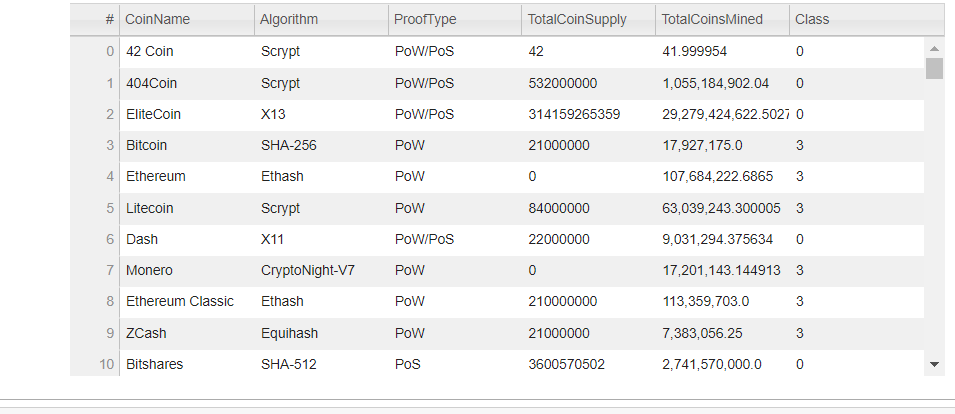 # CoinName Algorithm ProofType TotalCoinSupply TotalCoinsMined Class
0 42 Coin Scrypt PoW/PoS 42 41.999954 0
1 404Coin Scrypt PoW/PoS 532000000 1,055,184,902.04 0
2 EliteCoin X13 PoW/PoS 314159265359 29,279,424,622.5027 0
3 Bitcoin SHA-256 PoW 21000000 17,927,175.0 3
4 Ethereum Ethash PoW 0 107,684,222.6865 3
5 Litecoin Scrypt PoW 84000000 63,039,243.300005 3
6 Dash X11 PoW/PoS 22000000 9,031,294.375634 0
7 Monero CryptoNight-V7 PoW 0 17,201,143.144913 3
8 Ethereum Classic Ethash PoW 210000000 113,359,703.0 3
9 ZCash Equihash PoW 21000000 7,383,056.25 3
10 Bitshares SHA-512 PoS 3600570502 2,741,570,000.0 0